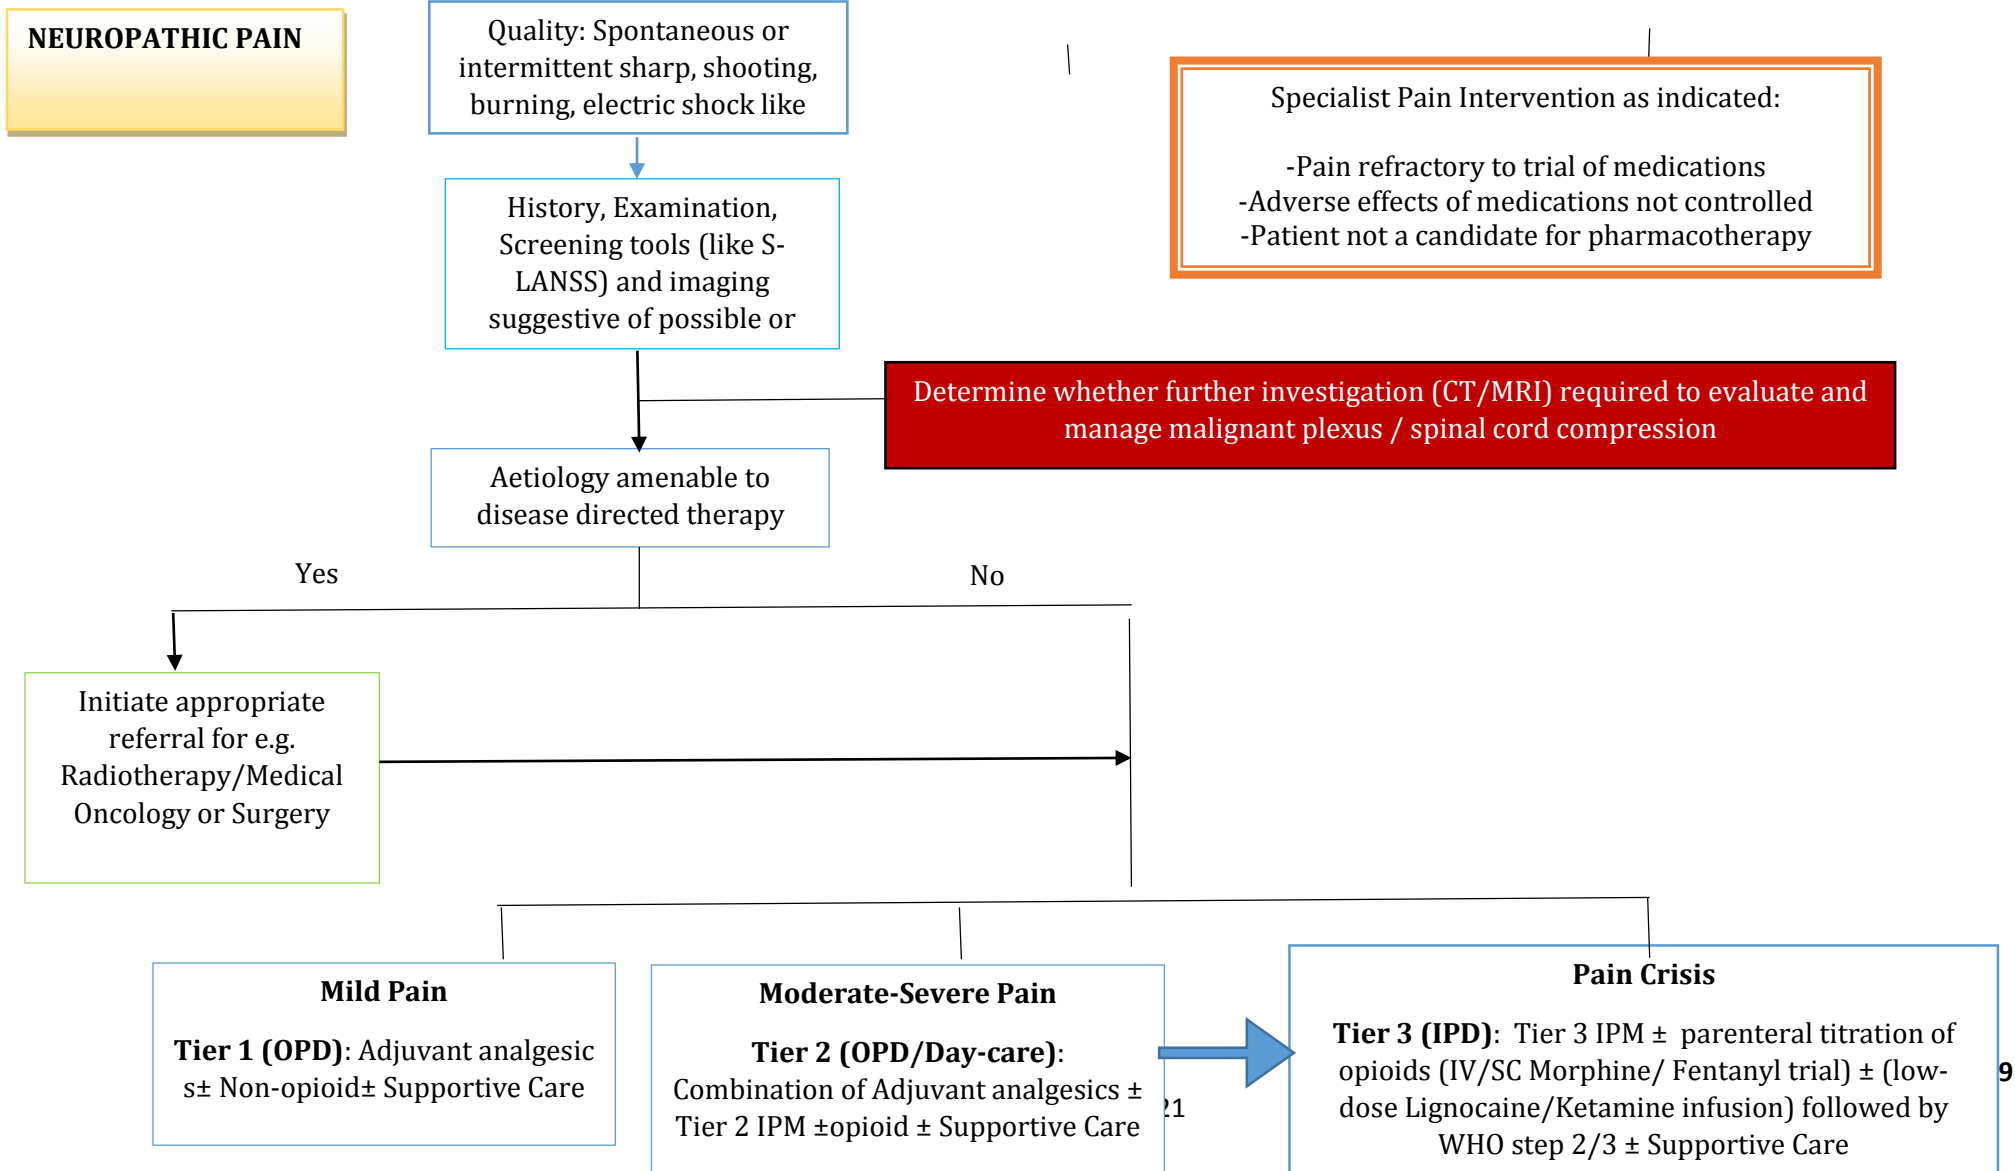 NEUROPATHIC PAIN
Quality: Spontaneous or
intermittent sharp, shooting,
burning, electric shock like
Specialist Pain Intervention as indicated:
-Pain refractory to trial of medications
-Adverse effects of medications not controlled
-Patient not a candidate for pharmacotherapy
History, Examination,
Screening tools (like S-
LANSS) and imaging
suggestive of possible or
Determine whether further investigation (CT/MRI) required to evaluate and
manage malignant plexus / spinal cord compression
Aetiology amenable to
disease directed therapy
Yes
No
Initiate appropriate
referral for e.g.
Radiotherapy/Medical
Oncology or Surgery
Mild Pain
Tier 1 (OPD): Adjuvant analgesic
s± Non-opioid± Supportive Care
Moderate-Severe Pain
Tier 2 (OPD/Day-care):
Combination of Adjuvant analgesics ±
Tier 2 IPM ±opioid ± Supportive Care
Pain Crisis
Tier 3 (IPD): Tier 3 IPM ± parenteral titration of
opioids (IV/SC Morphine/ Fentanyl trial) ± (low-
dose Lignocaine/Ketamine infusion) followed by
WHO step 2/3 ± Supportive Care
21
9